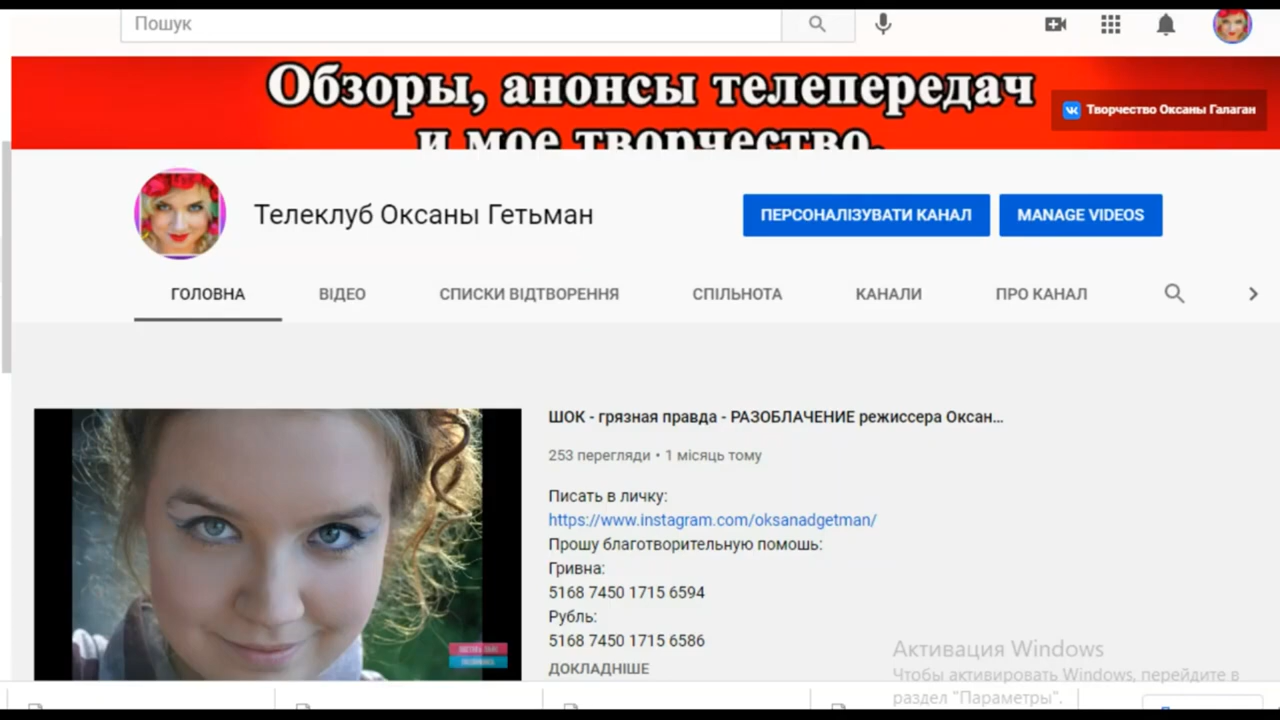 Пошук
Обзоры, анонсы телепередач
и мое творчество.
Творчество Оксаны Галаган
Телеклуб Оксаны Гетьман
ПЕРСОНАЛІЗУВАТИ КАНАЛ
MANAGE VIDEOS
ГОЛОВНА
ВІДЕО
СПИСКИ ВІДТВОРЕННЯ
СПІЛЬНОТА
КАНАЛИ
ПРО КАНАЛ
ШОК - грязная правда - РАЗОБЛАЧЕНИЕ режиссера Оксан...
253 перегляди • 1 місяць тому
Писать в личку:
https://www.instagram.com/oksanadgetman/
Прошу благотворительную помощь:
Гривна:
5168 7450 1715 6594
Рубль:
5168 7450 1715 6586
ДОКЛАДНІШЕ
Активация Windows
Чтобы активировать Windows, перейдите в
раздел "Параметры".